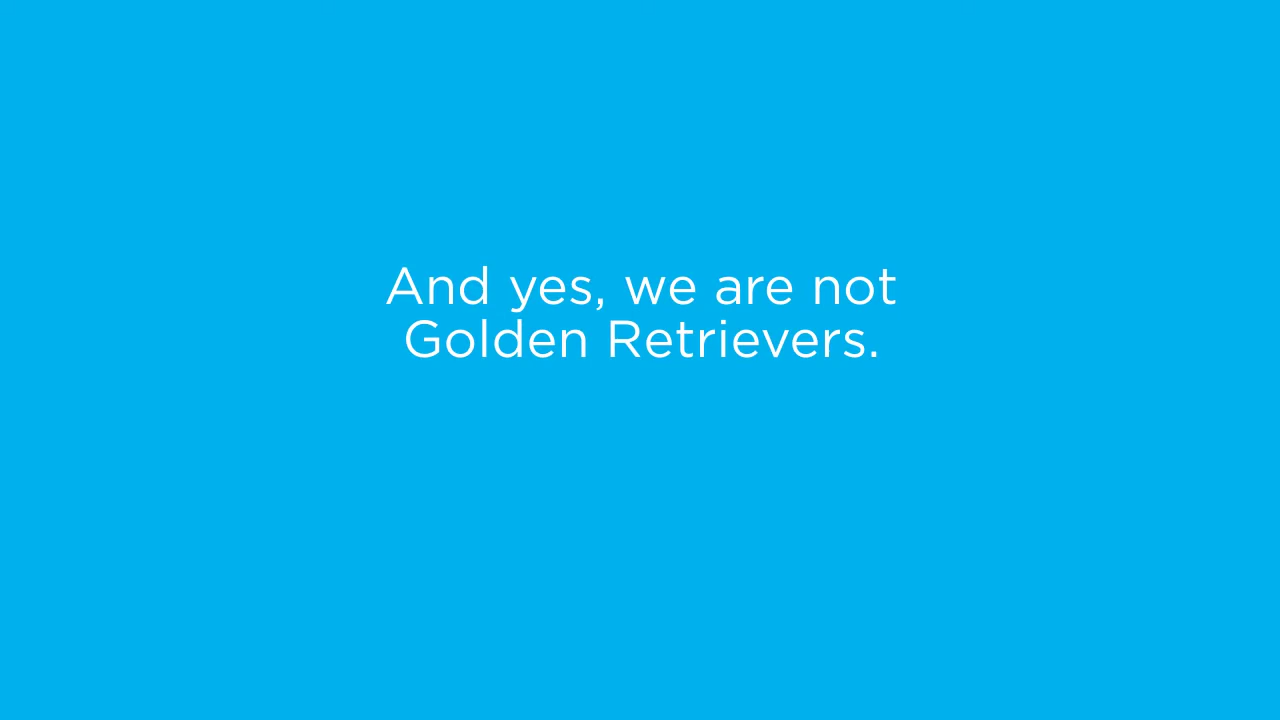 And yes, we are not
Golden Retrievers.